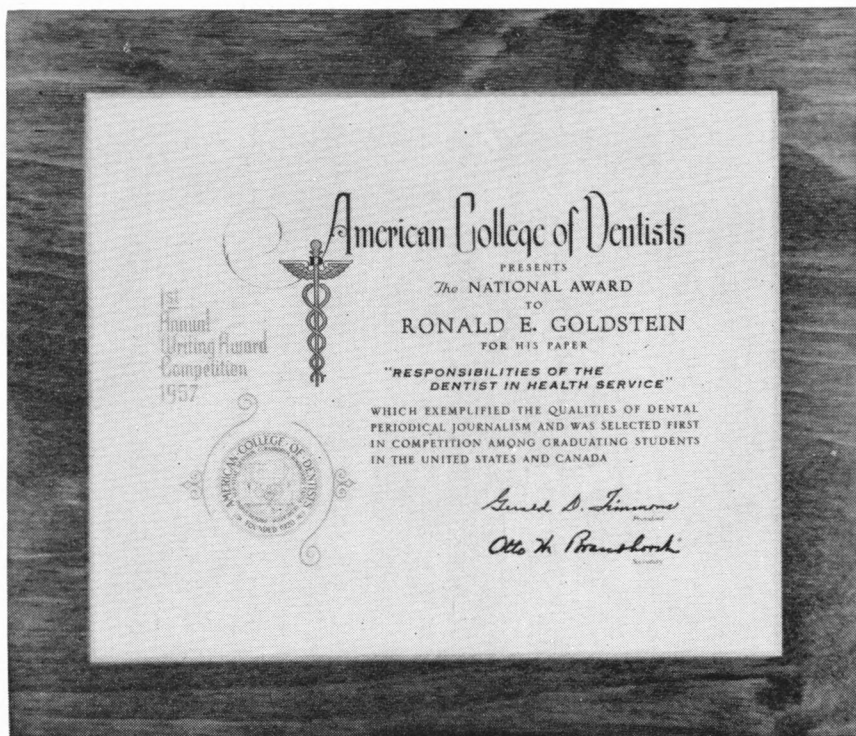 American College of Dentists
PRESENTS
The NATIONAL AWARD
TO
RONALD E. GOLDSTEIN
FOR HIS PAPER
"RESPONSIBILITIES OF THE
DENTIST IN HEALTH SERVICE"
WHICH EXEMPLIFIED THE QUALITIES OF DENTAL
PERIODICAL JOURNALISM AND WAS SELECTED FIRST
IN COMPETITION AMONG GRADUATING STUDENTS
IN THE UNITED STATES AND CANADA
1st
Annual
Writing Award
Competition
1957
D
AMERICAN COLLEGE OF DENTISTS
FOUNDED 1920
Gerald D. Timmons
President
Otto W. Brandhorst
Secretary